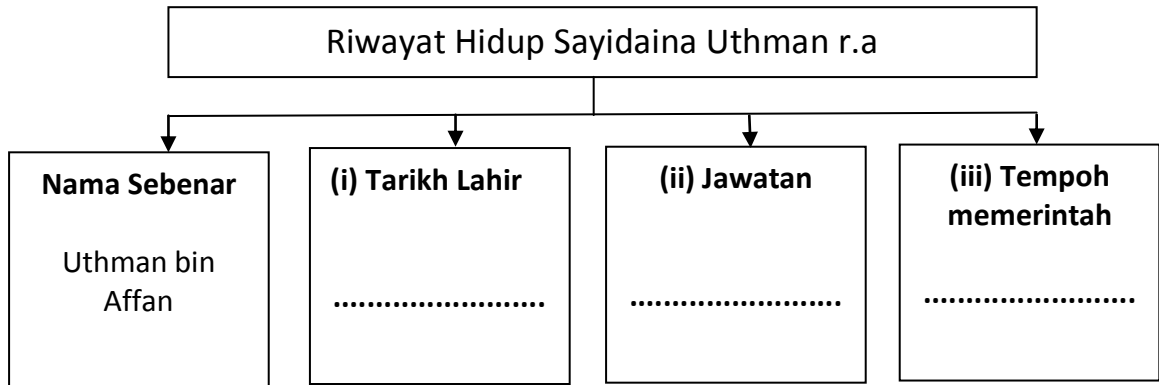 Riwayat Hidup Sayidaina Uthman r.a
Nama Sebenar
Uthman bin
Affan
(i) Tarikh Lahir
............................
(ii) Jawatan
............................
(iii) Tempoh
memerintah
............................